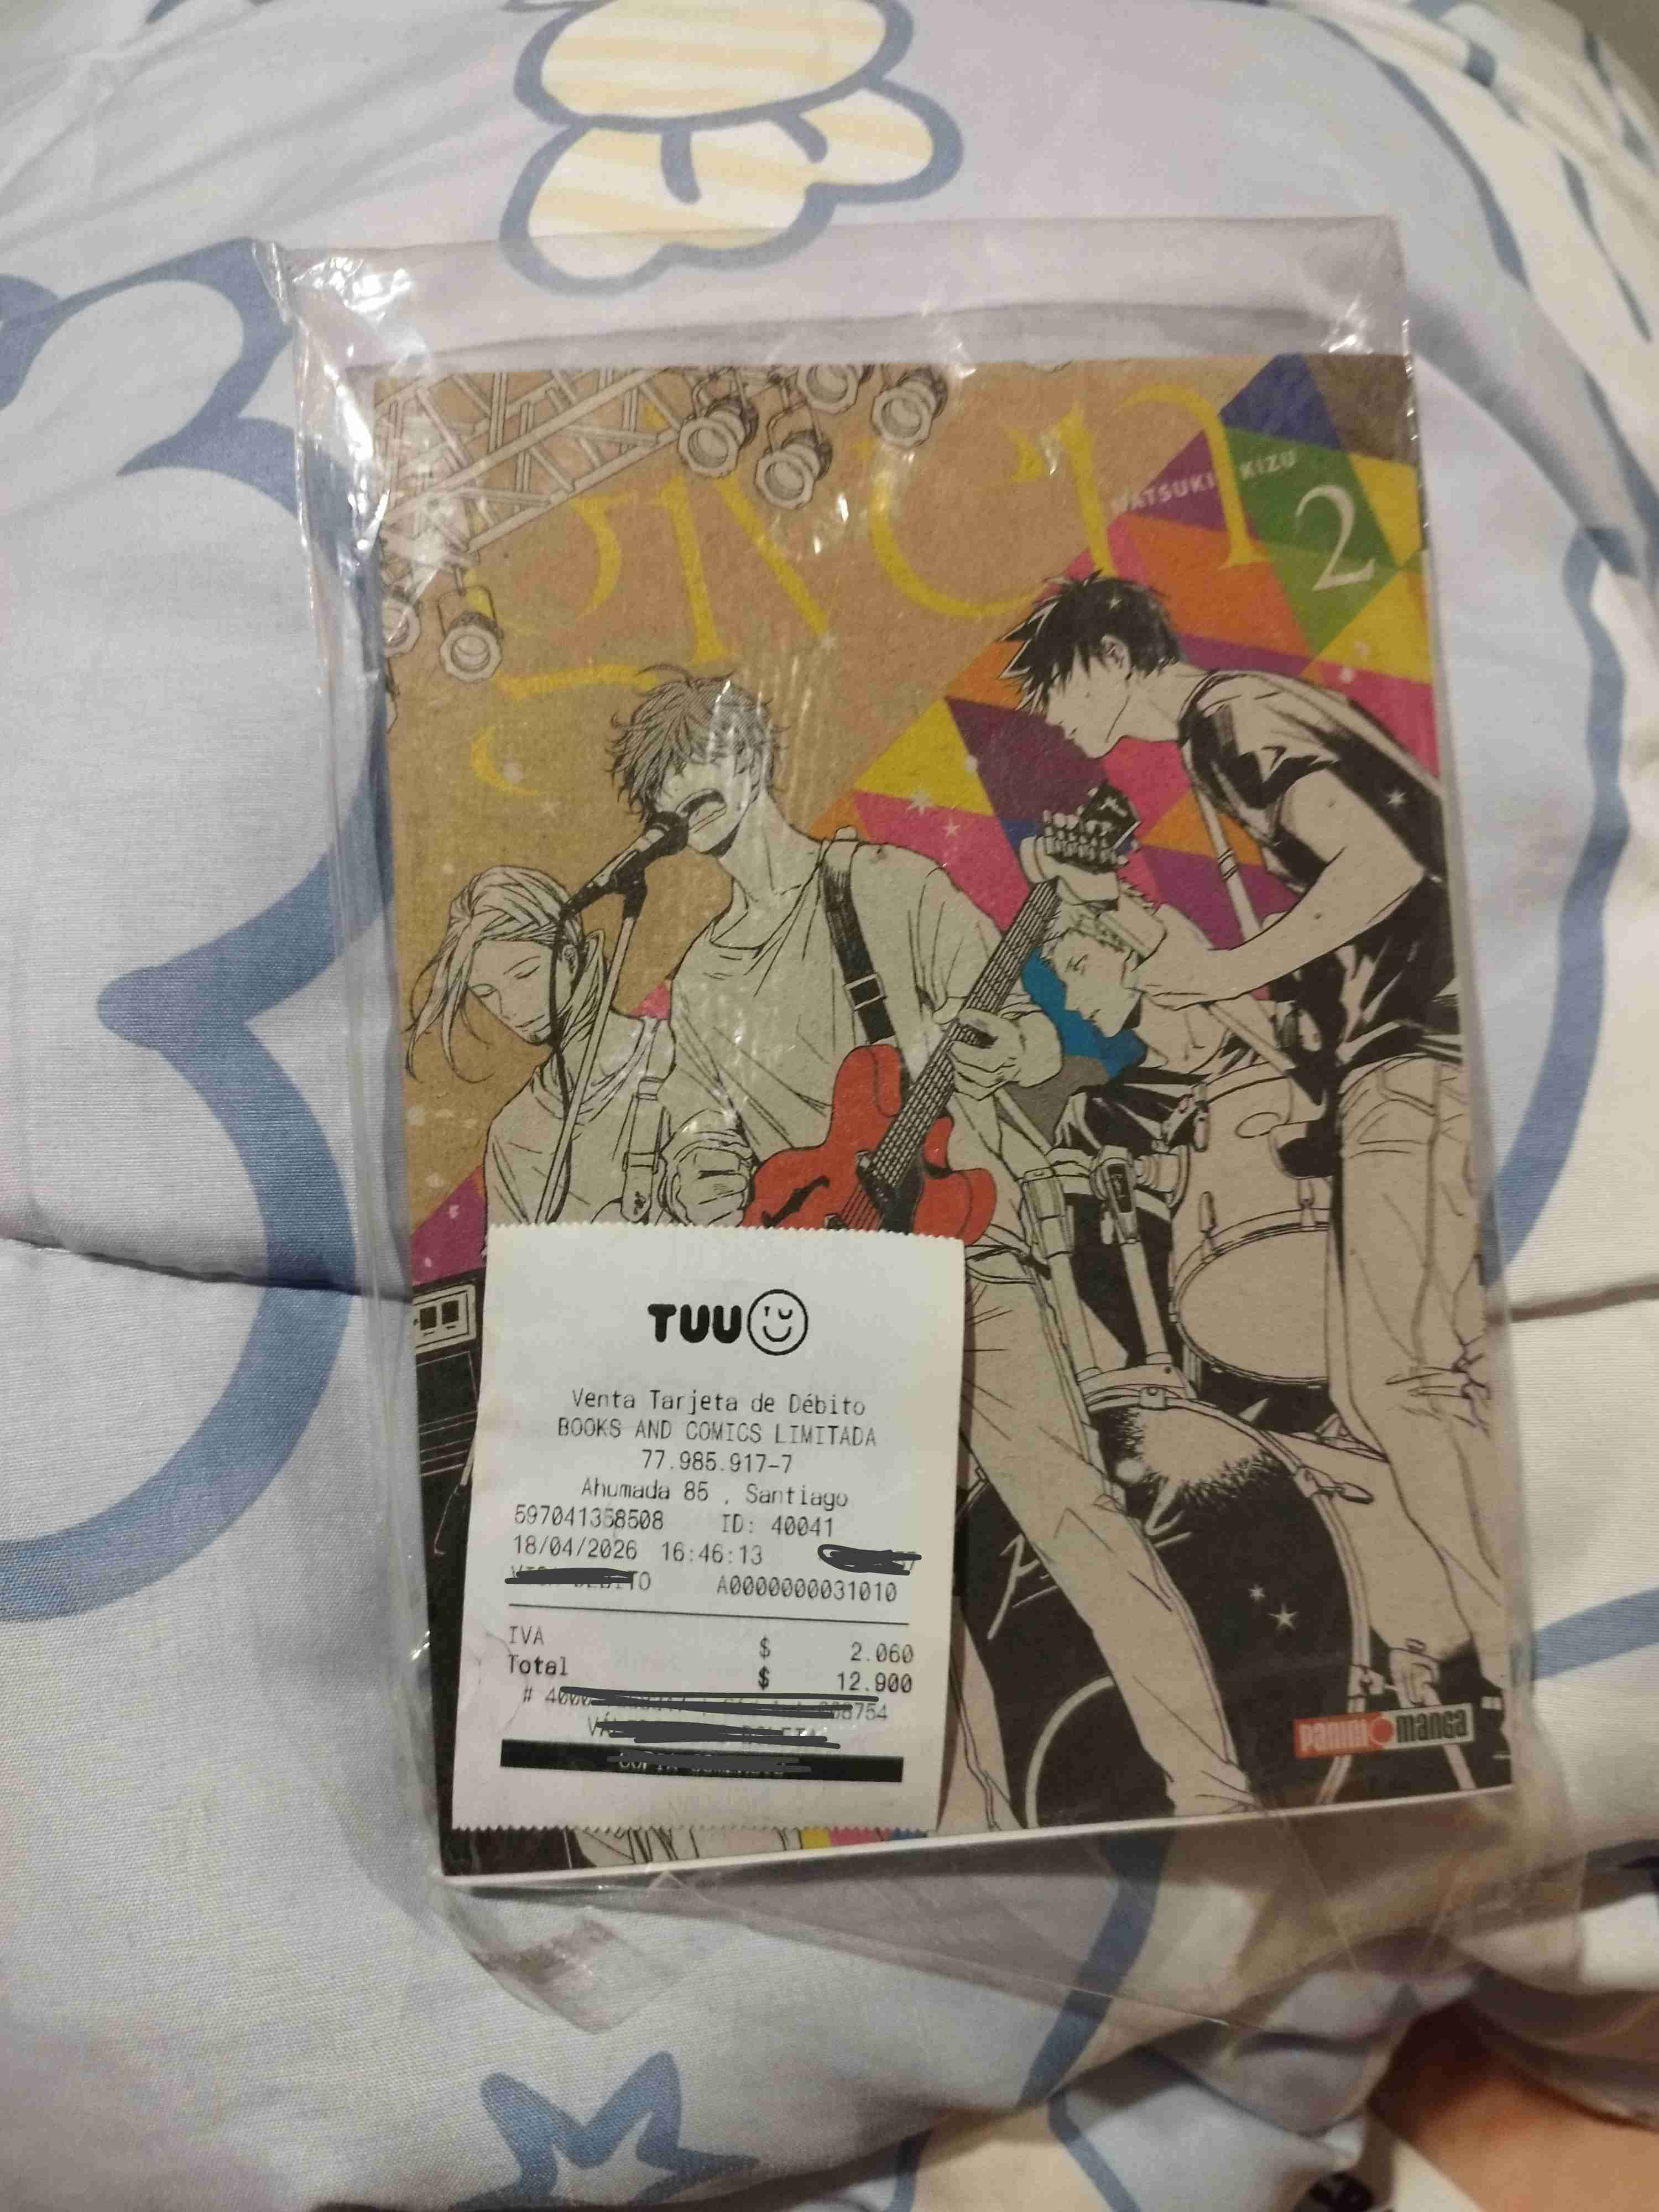 given
NATSUKI KIZU
2
TUU
Venta Tarjeta de Débito
BOOKS AND COMICS LIMITADA
77.985.917-7
Ahumada 85 , Santiago
597041358508 ID: 40041
18/04/2026 16:46:13
A0000000031010
IVA $ 2.060
Total $ 12.900
#
PANINI manga